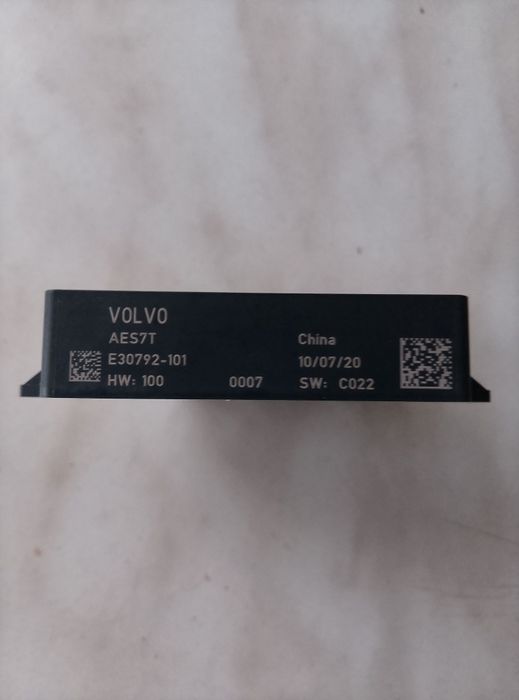 VOLVO
AES7T
China
E30792-101
10/07/20
HW: 100 0007 SW: C022